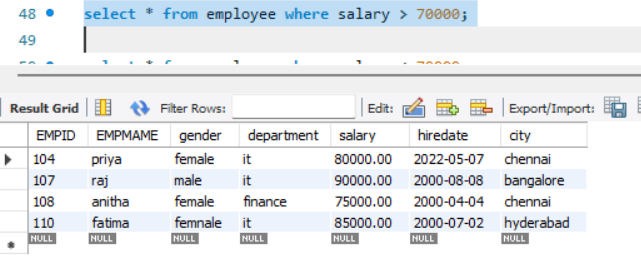 48 select * from employee where salary > 70000;
49
Result Grid Filter Rows: Edit: Export/Import:
EMPID EMPMAME gender department salary hiredate city
104 priya female it 80000.00 2022-05-07 chennai
107 raj male it 90000.00 2000-08-08 bangalore
108 anitha female finance 75000.00 2000-04-04 chennai
110 fatima femnale it 85000.00 2000-07-02 hyderabad
NULL NULL NULL NULL NULL NULL NULL